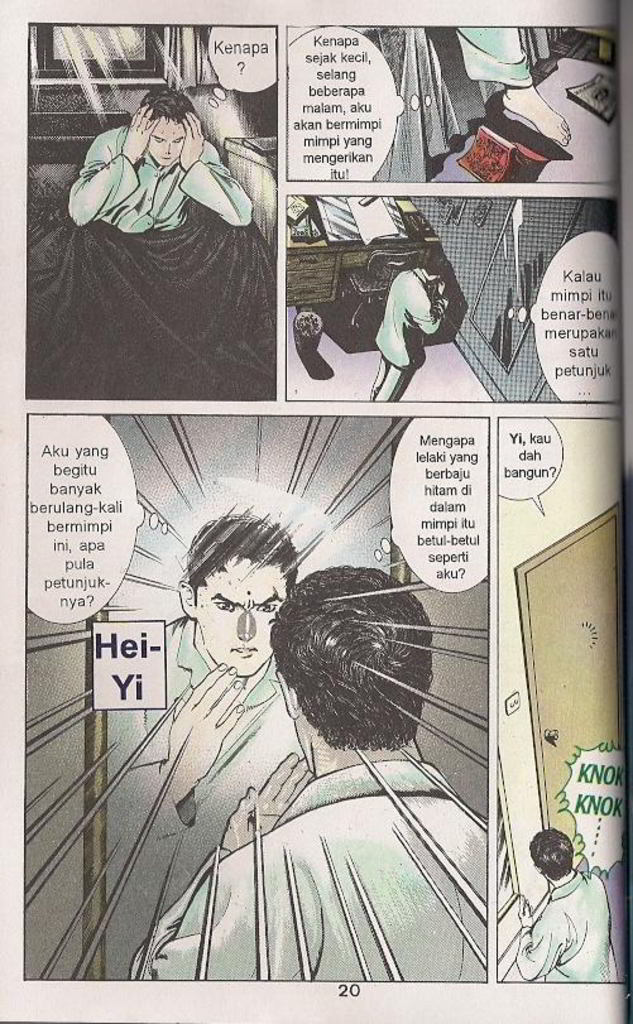 Kenapa
?
Kenapa
sejak kecil,
selang
beberapa
malam, aku
akan bermimpi
mimpi yang
mengerikan
itu!
Kalau
mimpi itu
benar-bena
merupakan
satu
petunjuk
...
Aku yang
begitu
banyak
berulang-kali
bermimpi
ini, apa
pula
petunjuk-
nya?
Mengapa
lelaki yang
berbaju
hitam di
dalam
mimpi itu
betul-betul
seperti
aku?
Hei-
Yi
Yi, kau
dah
bangun?
KNOK
KNOK
20